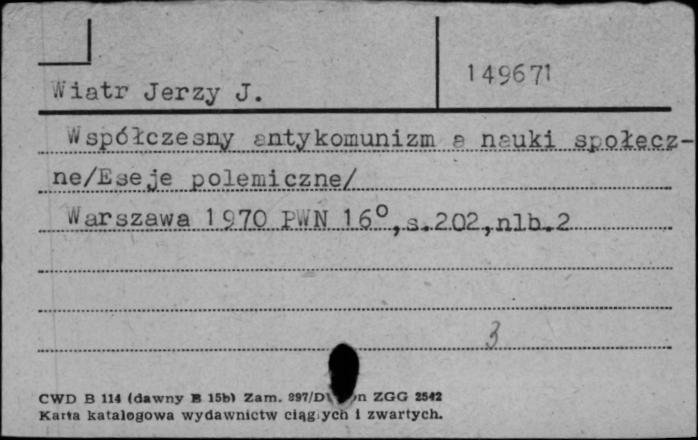 149671
Wiatr Jerzy J.
Współczesny antykomunizm a nauki społecz-
ne/Eseje polemiczne/
Warszawa 1970 PWN 16°,s.202,nlb.2
3
CWD B 114 (dawny B 15b) Zam. 897/D ZGG 2542
Karta katalogowa wydawnictw ciągłych i zwartych.